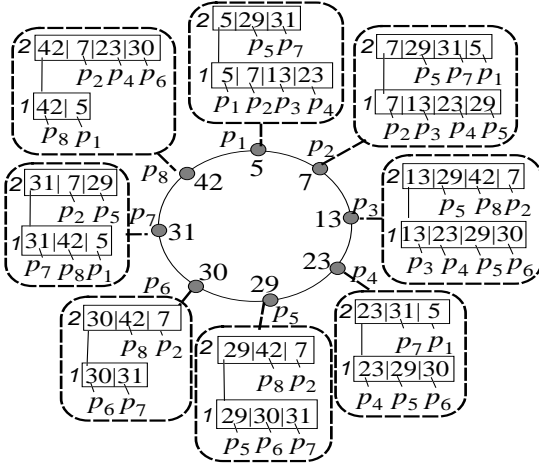 2 42| 7|23|30
p2 p4 p6
1 42| 5
p8 p1
2 5|29|31
p5 p7
1 5| 7|13|23
p1 p2 p3 p4
2 7|29|31|5
p5 p7 p1
1 7|13|23|29
p2 p3 p4 p5
p1
5
p2
7
p8
42
2 31| 7|29
p2 p5
1 31|42| 5
p7 p8 p1
p7
31
13
p3
2 13|29|42| 7
p5 p8 p2
1 13|23|29|30
p3 p4 p5 p6
p6
30
29
p5
23
p4
2 30|42| 7
p8 p2
1 30|31
p6 p7
2 29|42| 7
p8 p2
1 29|30|31
p5 p6 p7
2 23|31| 5
p7 p1
1 23|29|30
p4 p5 p6